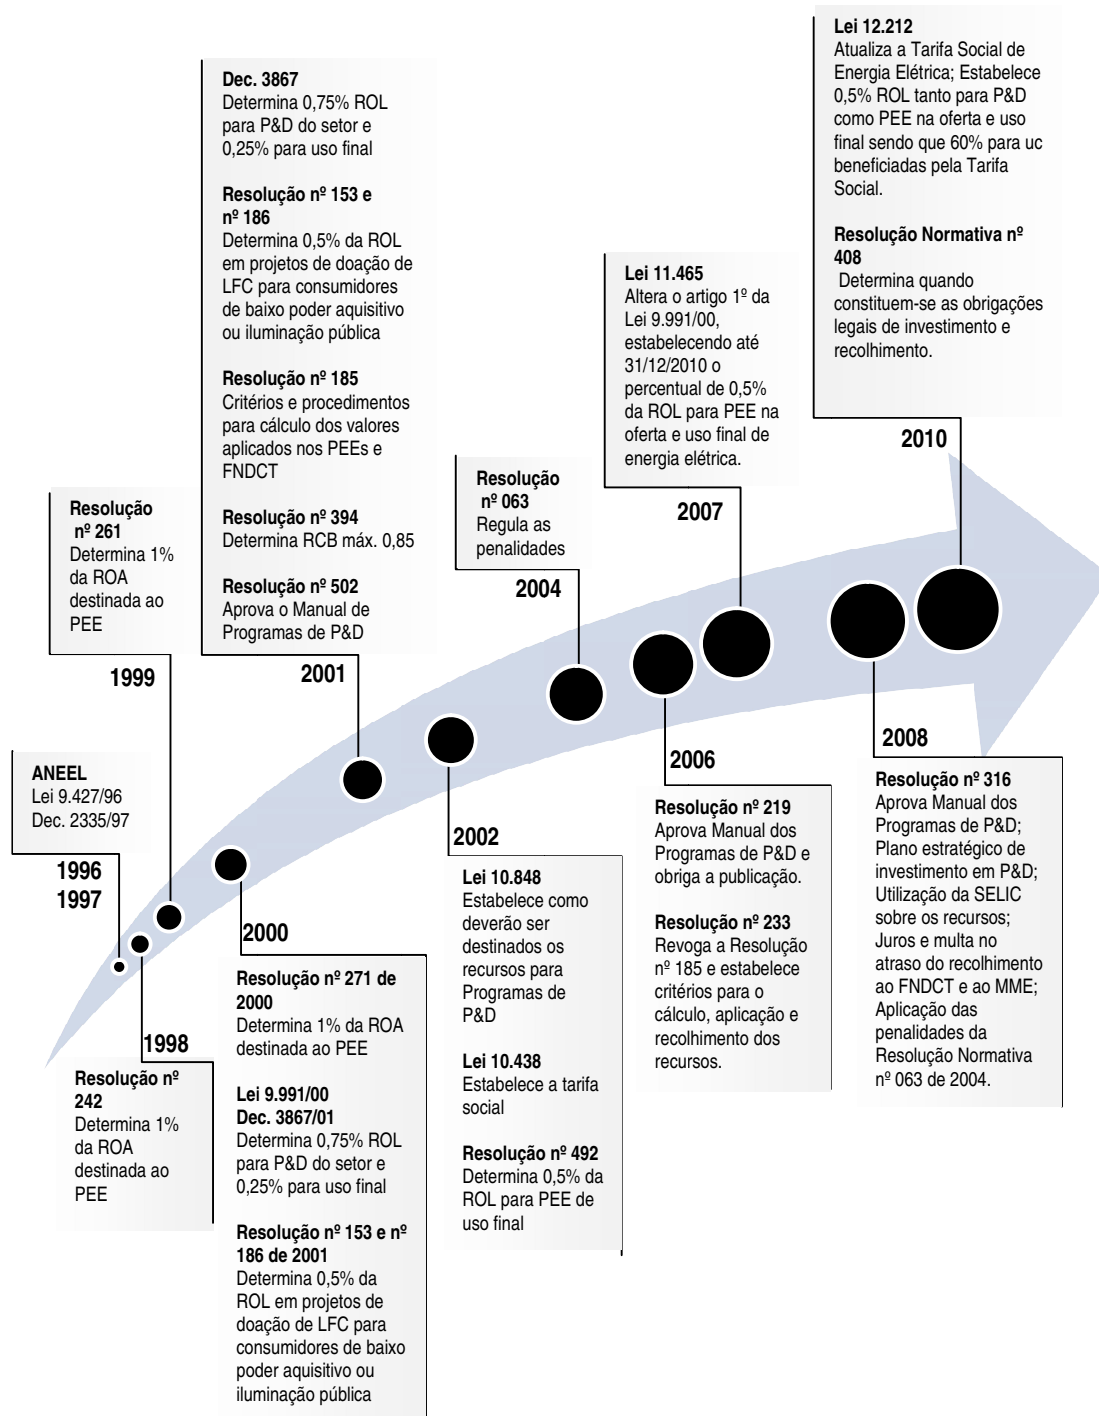 Lei 12.212
Atualiza a Tarifa Social de
Energia Elétrica; Estabelece
0,5% ROL tanto para P&D
como PEE na oferta e uso
final sendo que 60% para uc
beneficiadas pela Tarifa
Social.
Resolução Normativa nº
408
Determina quando
constituem-se as obrigações
legais de investimento e
recolhimento.
2010
Dec. 3867
Determina 0,75% ROL
para P&D do setor e
0,25% para uso final
Resolução nº 153 e
nº 186
Determina 0,5% da ROL
em projetos de doação de
LFC para consumidores
de baixo poder aquisitivo
ou iluminação pública
Resolução nº 185
Critérios e procedimentos
para cálculo dos valores
aplicados nos PEEs e
FNDCT
Resolução nº 394
Determina RCB máx. 0,85
Resolução nº 502
Aprova o Manual de
Programas de P&D
2001
Lei 11.465
Altera o artigo 1º da
Lei 9.991/00,
estabelecendo até
31/12/2010 o
percentual de 0,5%
da ROL para PEE na
oferta e uso final de
energia elétrica.
2007
Resolução
nº 063
Regula as
penalidades
2004
Resolução
nº 261
Determina 1%
da ROA
destinada ao
PEE
1999
ANEEL
Lei 9.427/96
Dec. 2335/97
1996
1997
1998
Resolução nº
242
Determina 1%
da ROA
destinada ao
PEE
2000
Resolução nº 271 de
2000
Determina 1% da ROA
destinada ao PEE
Lei 9.991/00
Dec. 3867/01
Determina 0,75% ROL
para P&D do setor e
0,25% para uso final
Resolução nº 153 e nº
186 de 2001
Determina 0,5% da
ROL em projetos de
doação de LFC para
consumidores de baixo
poder aquisitivo ou
iluminação pública
2002
Lei 10.848
Estabelece como
deverão ser
destinados os
recursos para
Programas de
P&D
Lei 10.438
Estabelece a tarifa
social
Resolução nº 492
Determina 0,5% da
ROL para PEE de
uso final
2006
Resolução nº 219
Aprova Manual dos
Programas de P&D e
obriga a publicação.
Resolução nº 233
Revoga a Resolução
nº 185 e estabelece
critérios para o
cálculo, aplicação e
recolhimento dos
recursos.
2008
Resolução nº 316
Aprova Manual dos
Programas de P&D;
Plano estratégico de
investimento em P&D;
Utilização da SELIC
sobre os recursos;
Juros e multa no
atraso do recolhimento
ao FNDCT e ao MME;
Aplicação das
penalidades da
Resolução Normativa
nº 063 de 2004.